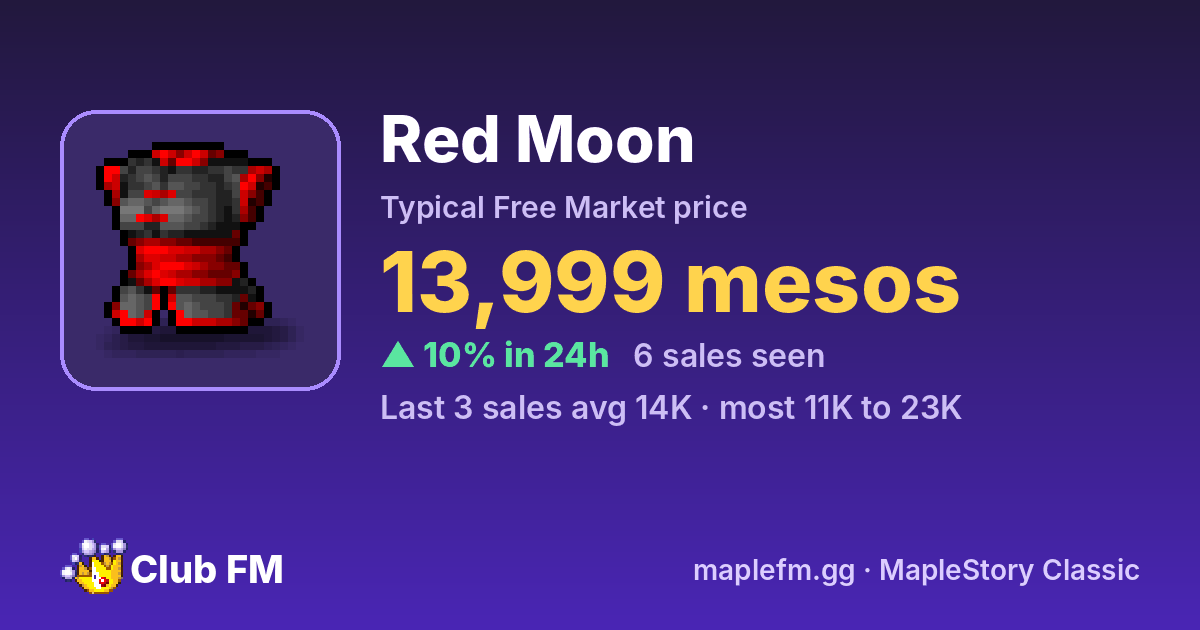 Red Moon
Typical Free Market price
13,999 mesos
▲ 10% in 24h 6 sales seen
Last 3 sales avg 14K · most 11K to 23K
Club FM
maplefm.gg · MapleStory Classic